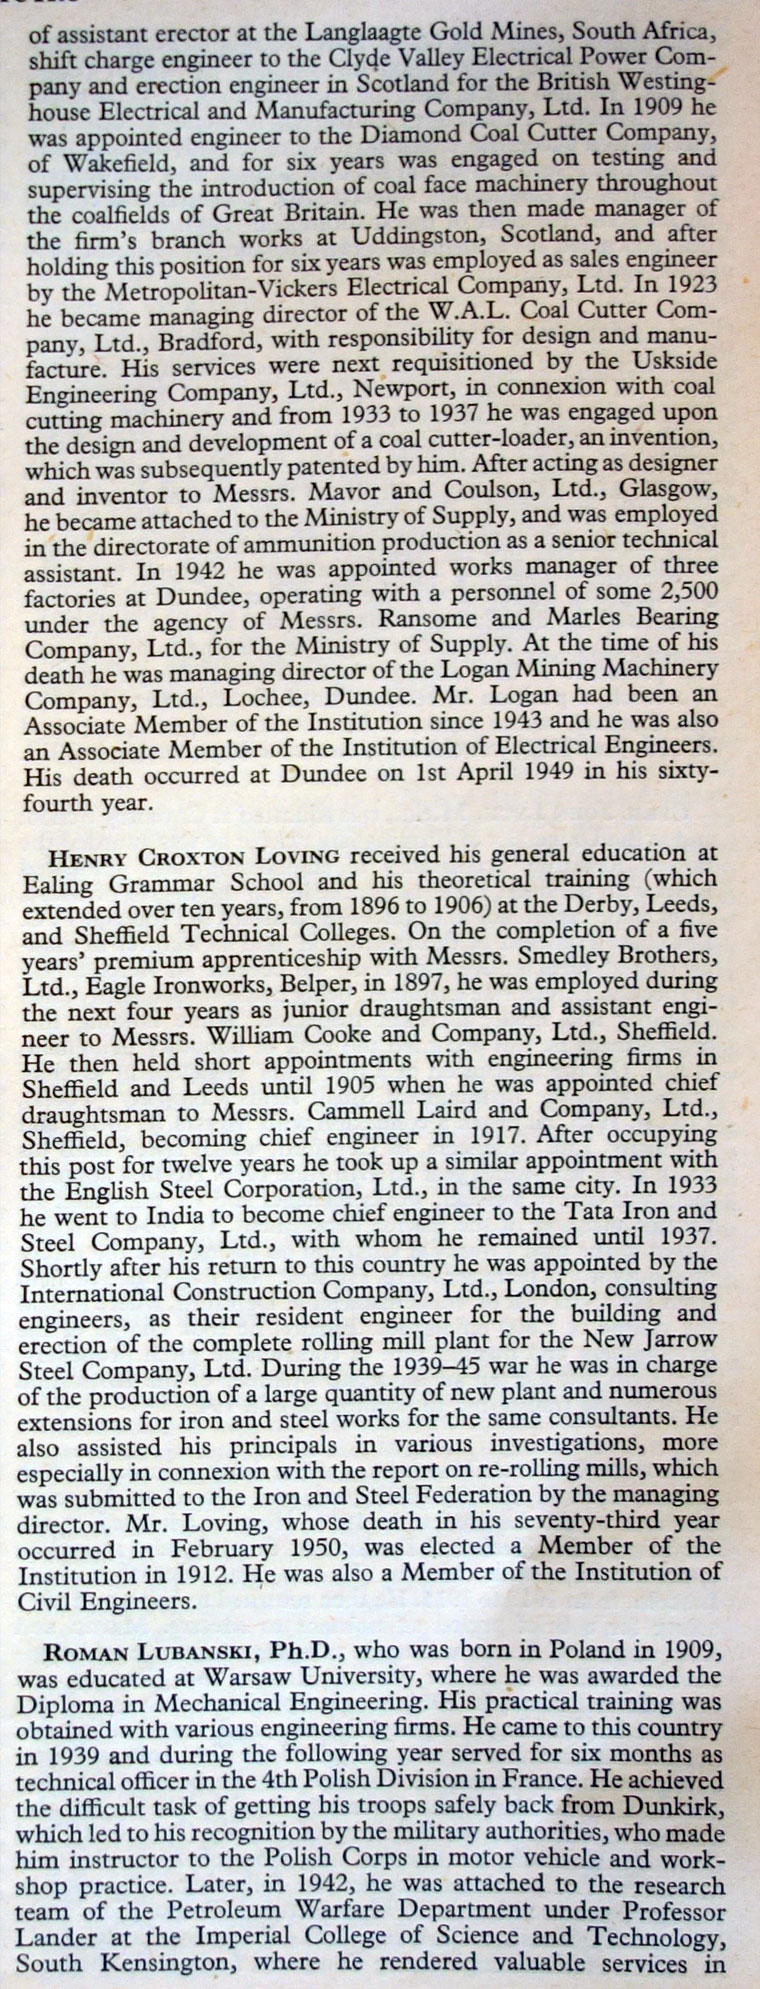 of assistant erector at the Langlaagte Gold Mines, South Africa,
shift charge engineer to the Clyde Valley Electrical Power Com-
pany and erection engineer in Scotland for the British Westing-
house Electrical and Manufacturing Company, Ltd. In 1909 he
was appointed engineer to the Diamond Coal Cutter Company,
of Wakefield, and for six years was engaged on testing and
supervising the introduction of coal face machinery throughout
the coalfields of Great Britain. He was then made manager of
the firm's branch works at Uddingston, Scotland, and after
holding this position for six years was employed as sales engineer
by the Metropolitan-Vickers Electrical Company, Ltd. In 1923
he became managing director of the W.A.L. Coal Cutter Com-
pany, Ltd., Bradford, with responsibility for design and manu-
facture. His services were next requisitioned by the Uskside
Engineering Company, Ltd., Newport, in connexion with coal
cutting machinery and from 1933 to 1937 he was engaged upon
the design and development of a coal cutter-loader, an invention,
which was subsequently patented by him. After acting as designer
and inventor to Messrs. Mavor and Coulson, Ltd., Glasgow,
he became attached to the Ministry of Supply, and was employed
in the directorate of ammunition production as a senior technical
assistant. In 1942 he was appointed works manager of three
factories at Dundee, operating with a personnel of some 2,500
under the agency of Messrs. Ransome and Marles Bearing
Company, Ltd., for the Ministry of Supply. At the time of his
death he was managing director of the Logan Mining Machinery
Company, Ltd., Lochee, Dundee. Mr. Logan had been an
Associate Member of the Institution since 1943 and he was also
an Associate Member of the Institution of Electrical Engineers.
His death occurred at Dundee on 1st April 1949 in his sixty-
fourth year.
HENRY CROXTON LOVING received his general education at
Ealing Grammar School and his theoretical training (which
extended over ten years, from 1896 to 1906) at the Derby, Leeds,
and Sheffield Technical Colleges. On the completion of a five
years' premium apprenticeship with Messrs. Smedley Brothers,
Ltd., Eagle Ironworks, Belper, in 1897, he was employed during
the next four years as junior draughtsman and assistant engi-
neer to Messrs. William Cooke and Company, Ltd., Sheffield.
He then held short appointments with engineering firms in
Sheffield and Leeds until 1905 when he was appointed chief
draughtsman to Messrs. Cammell Laird and Company, Ltd.,
Sheffield, becoming chief engineer in 1917. After occupying
this post for twelve years he took up a similar appointment with
the English Steel Corporation, Ltd., in the same city. In 1933
he went to India to become chief engineer to the Tata Iron and
Steel Company, Ltd., with whom he remained until 1937.
Shortly after his return to this country he was appointed by the
International Construction Company, Ltd., London, consulting
engineers, as their resident engineer for the building and
erection of the complete rolling mill plant for the New Jarrow
Steel Company, Ltd. During the 1939–45 war he was in charge
of the production of a large quantity of new plant and numerous
extensions for iron and steel works for the same consultants. He
also assisted his principals in various investigations, more
especially in connexion with the report on re-rolling mills, which
was submitted to the Iron and Steel Federation by the managing
director. Mr. Loving, whose death in his seventy-third year
occurred in February 1950, was elected a Member of the
Institution in 1912. He was also a Member of the Institution of
Civil Engineers.
ROMAN LUBANSKI, Ph.D., who was born in Poland in 1909,
was educated at Warsaw University, where he was awarded the
Diploma in Mechanical Engineering. His practical training was
obtained with various engineering firms. He came to this country
in 1939 and during the following year served for six months as
technical officer in the 4th Polish Division in France. He achieved
the difficult task of getting his troops safely back from Dunkirk,
which led to his recognition by the military authorities, who made
him instructor to the Polish Corps in motor vehicle and work-
shop practice. Later, in 1942, he was attached to the research
team of the Petroleum Warfare Department under Professor
Lander at the Imperial College of Science and Technology,
South Kensington, where he rendered valuable services in